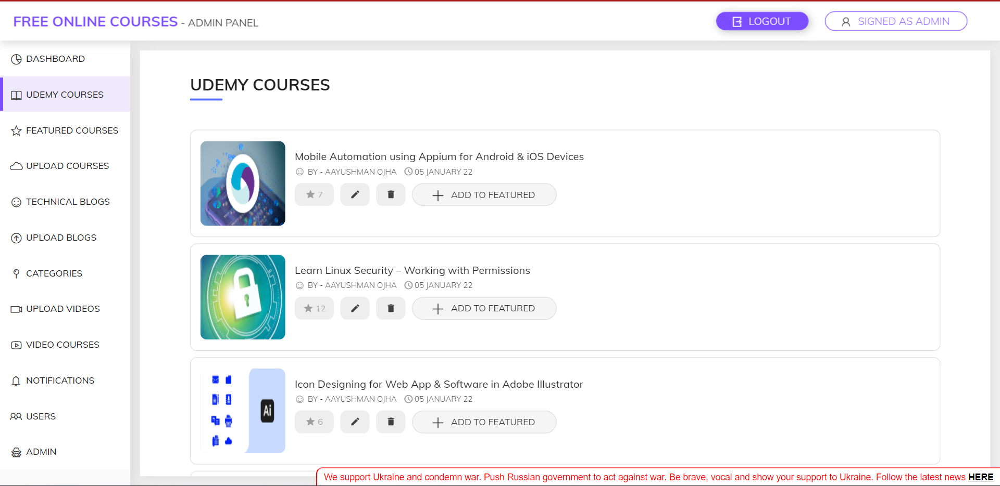 FREE ONLINE COURSES - ADMIN PANEL
LOGOUT
SIGNED AS ADMIN
DASHBOARD
UDEMY COURSES
FEATURED COURSES
UPLOAD COURSES
TECHNICAL BLOGS
UPLOAD BLOGS
CATEGORIES
UPLOAD VIDEOS
VIDEO COURSES
NOTIFICATIONS
USERS
ADMIN
UDEMY COURSES
Mobile Automation using Appium for Android & iOS Devices
BY - AAYUSHMAN OJHA 05 JANUARY 22
7 ADD TO FEATURED
Learn Linux Security – Working with Permissions
BY - AAYUSHMAN OJHA 05 JANUARY 22
12 ADD TO FEATURED
Ai
Icon Designing for Web App & Software in Adobe Illustrator
BY - AAYUSHMAN OJHA 05 JANUARY 22
6 ADD TO FEATURED
We support Ukraine and condemn war. Push Russian government to act against war. Be brave, vocal and show your support to Ukraine. Follow the latest news HERE